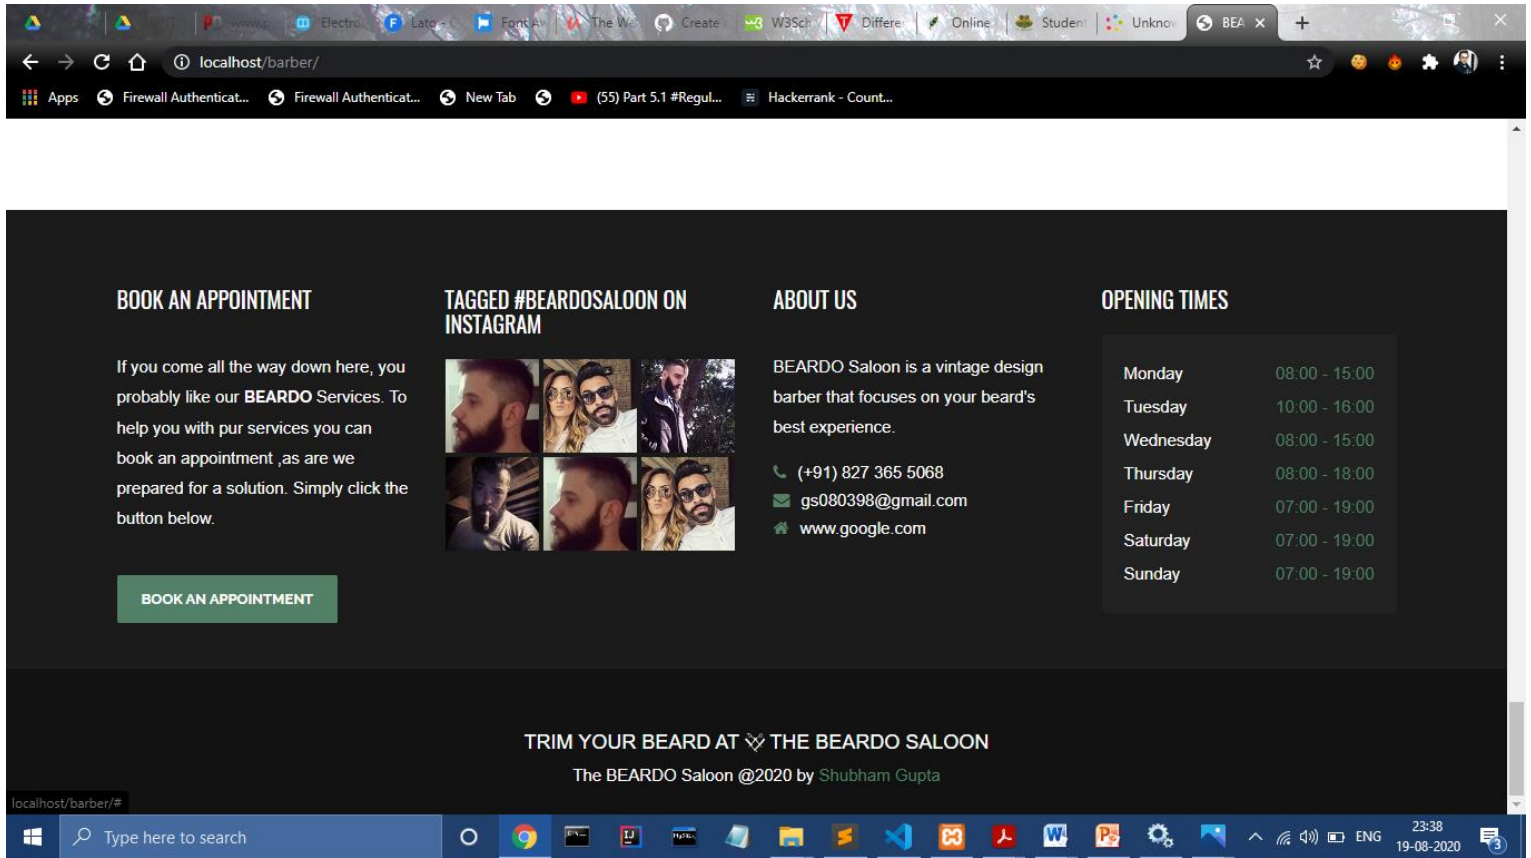 www.p
Electro
Lato -
Font Aw
The We
Create
W3Sch
Differe
Online
Student
Unknow
BEA
localhost/barber/
Apps
Firewall Authenticat...
Firewall Authenticat...
New Tab
(55) Part 5.1 #Regul...
Hackerrank - Count...
BOOK AN APPOINTMENT
If you come all the way down here, you
probably like our BEARDO Services. To
help you with pur services you can
book an appointment ,as are we
prepared for a solution. Simply click the
button below.
BOOK AN APPOINTMENT
TAGGED #BEARDOSALOON ON
INSTAGRAM
ABOUT US
BEARDO Saloon is a vintage design
barber that focuses on your beard's
best experience.
(+91) 827 365 5068
gs080398@gmail.com
www.google.com
OPENING TIMES
Monday 08:00 - 15:00
Tuesday 10:00 - 16:00
Wednesday 08:00 - 15:00
Thursday 08:00 - 18:00
Friday 07:00 - 19:00
Saturday 07:00 - 19:00
Sunday 07:00 - 19:00
TRIM YOUR BEARD AT THE BEARDO SALOON
The BEARDO Saloon @2020 by Shubham Gupta
localhost/barber/#
Type here to search
ENG
23:38
19-08-2020
3